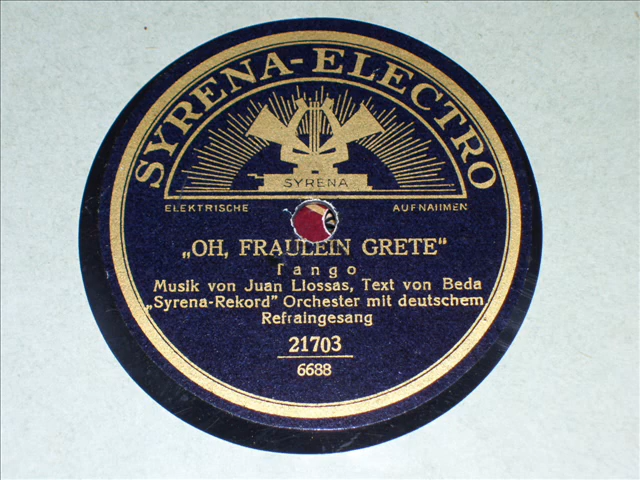 SYRENA-ELECTRO
SYRENA
ELEKTRISCHE AUFNAHMEN
„OH, FRAULEIN GRETE"
Tango
Musik von Juan Llossas, Text von Beda
„Syrena-Rekord" Orchester mit deutschem
Refraingesang
21703
6688